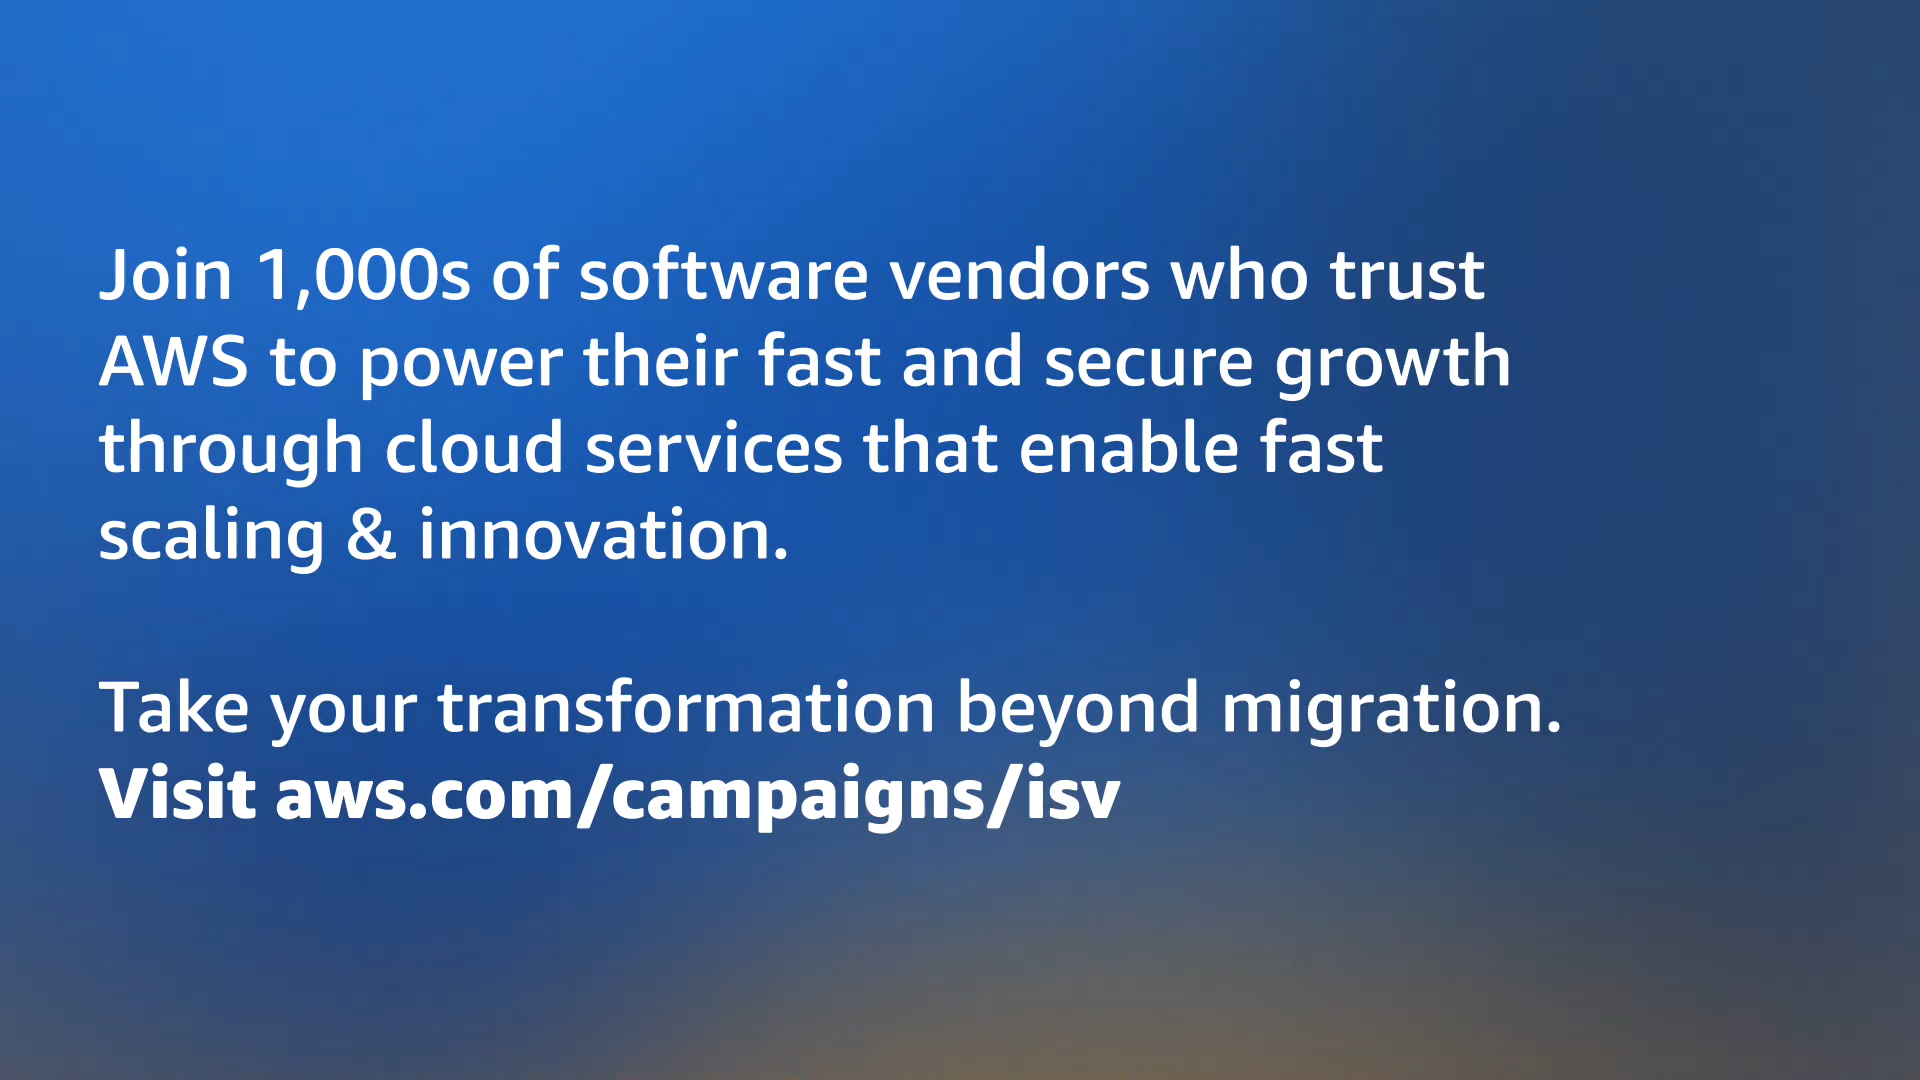 Join 1,000s of software vendors who trust
AWS to power their fast and secure growth
through cloud services that enable fast
scaling & innovation.
Take your transformation beyond migration.
Visit aws.com/campaigns/isv